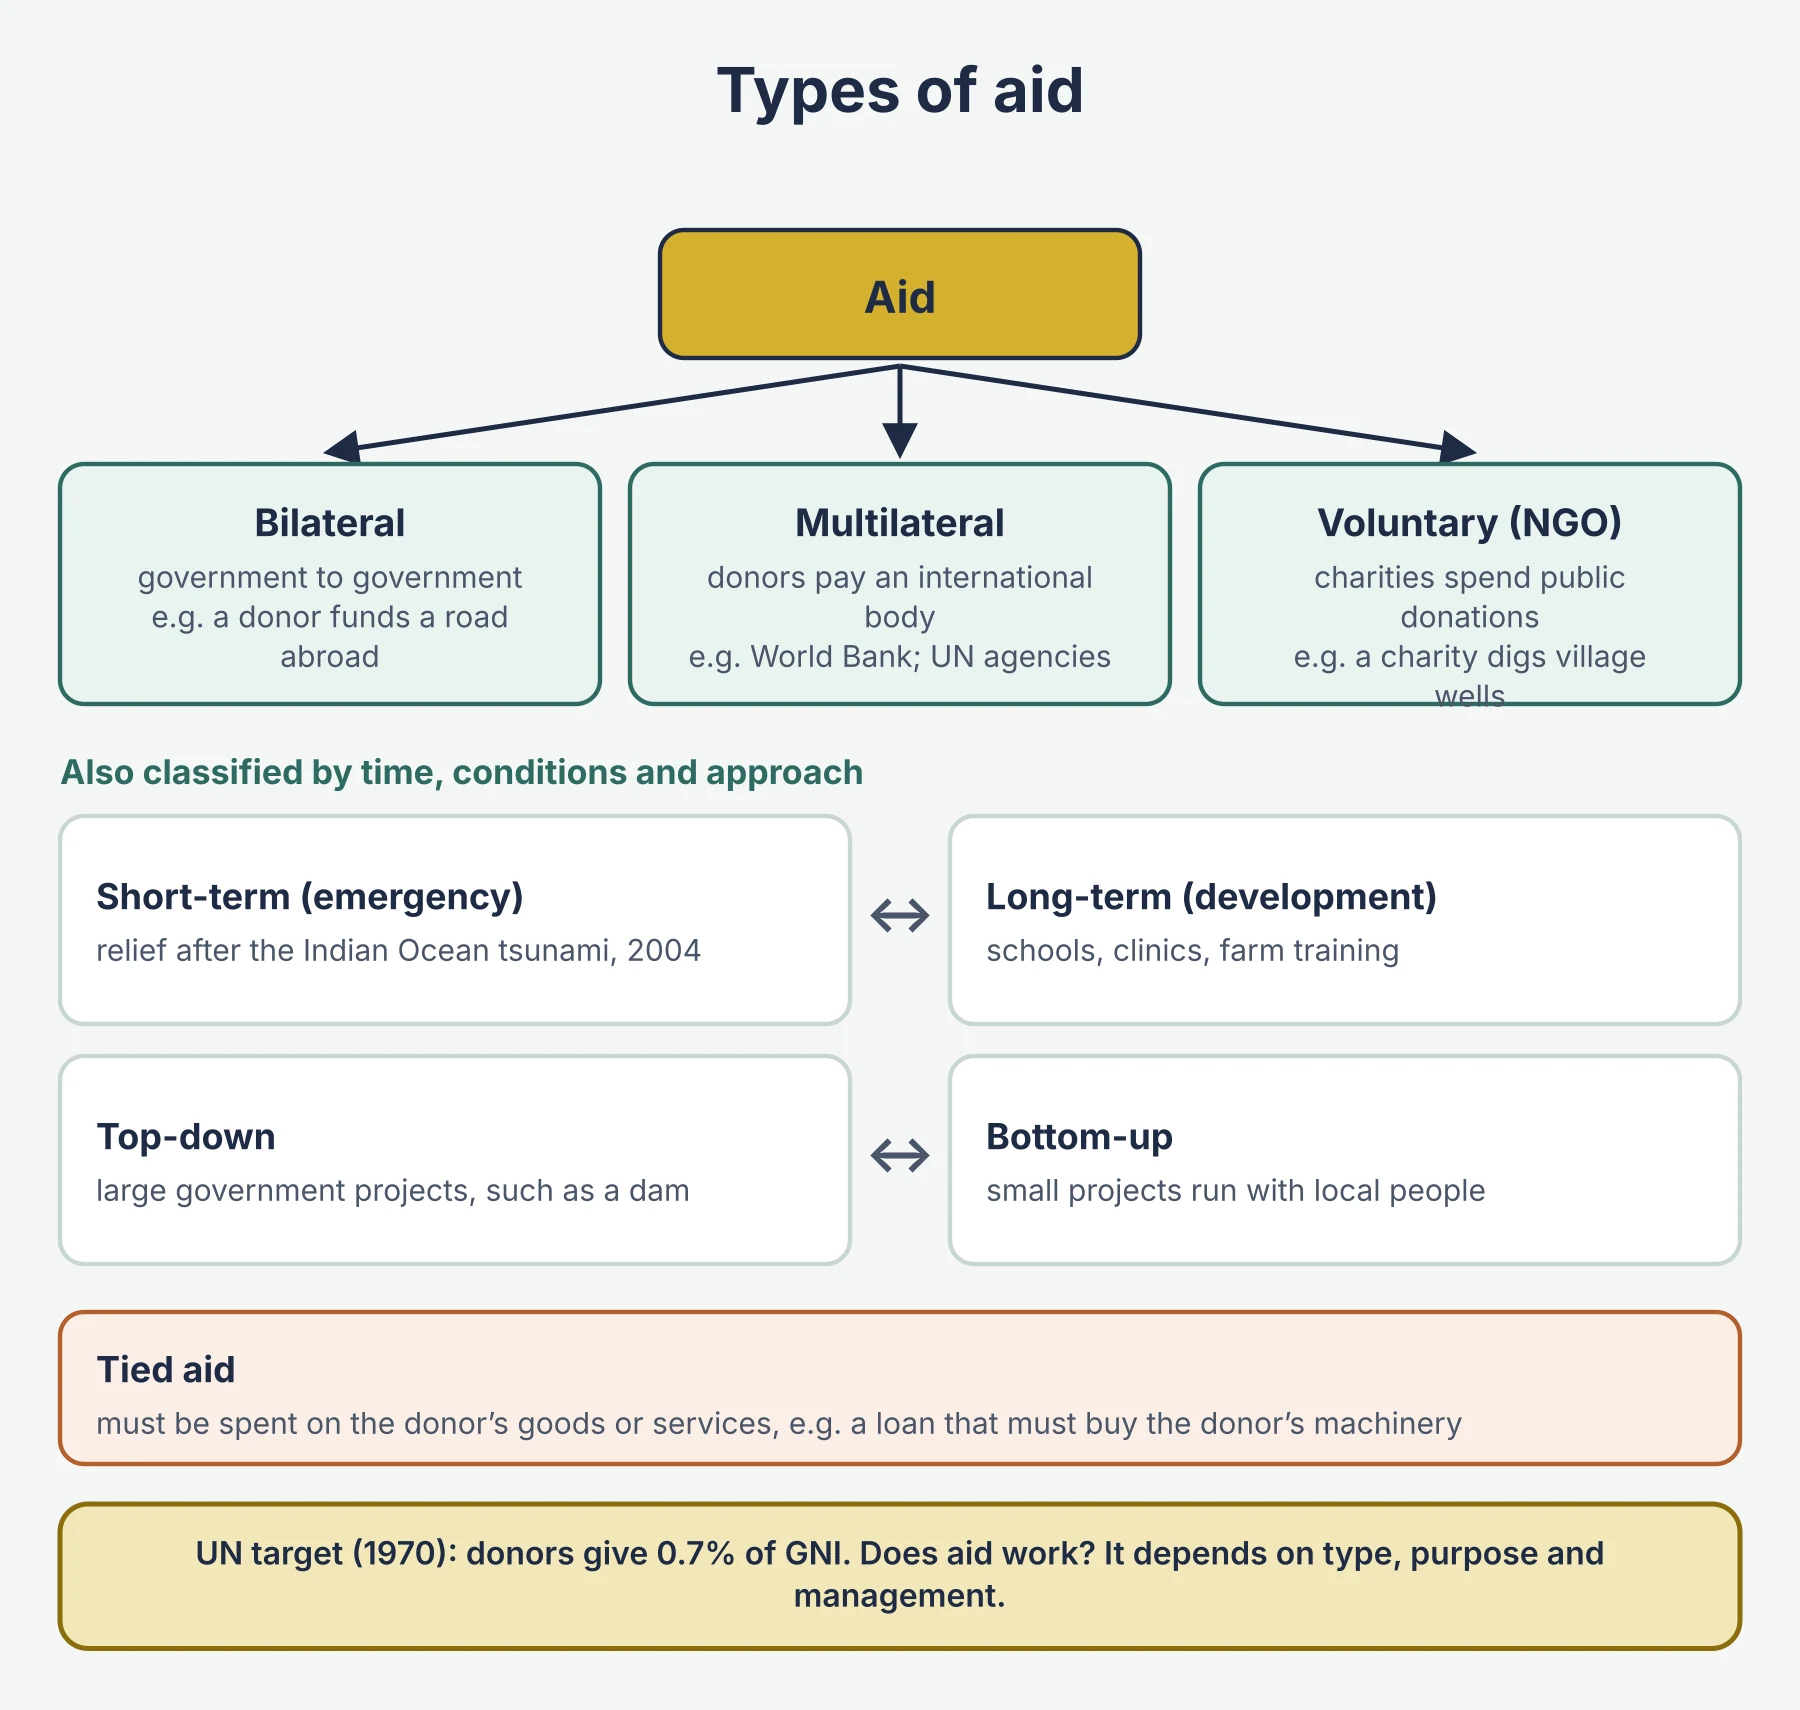 Types of aid
Aid
Bilateral
government to government
e.g. a donor funds a road
abroad
Multilateral
donors pay an international
body
e.g. World Bank; UN agencies
Voluntary (NGO)
charities spend public
donations
e.g. a charity digs village
wells
Also classified by time, conditions and approach
Short-term (emergency)
relief after the Indian Ocean tsunami, 2004
Long-term (development)
schools, clinics, farm training
Top-down
large government projects, such as a dam
Bottom-up
small projects run with local people
Tied aid
must be spent on the donor’s goods or services, e.g. a loan that must buy the donor’s machinery
UN target (1970): donors give 0.7% of GNI. Does aid work? It depends on type, purpose and
management.